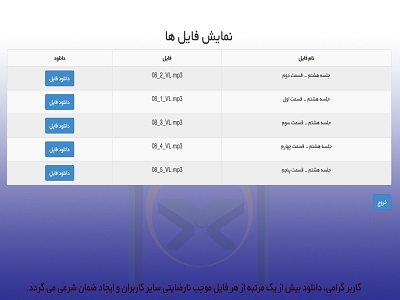 نمایش فایل ها
نام فایل فایل دانلود
جلسه هشتم - قسمت دوم 08_2_VL.mp3 دانلود فایل
جلسه هشتم - قسمت اول 08_1_VL.mp3 دانلود فایل
جلسه هشتم - قسمت سوم 08_3_VL.mp3 دانلود فایل
جلسه هشتم - قسمت چهارم 08_4_VL.mp3 دانلود فایل
جلسه هشتم - قسمت پنجم 08_5_VL.mp3 دانلود فایل
خروج
کاربر گرامی: دانلود بیش از یک مرتبه از هر فایل موجب نارضایتی سایر کاربران و ایجاد ضمان شرعی می گردد.